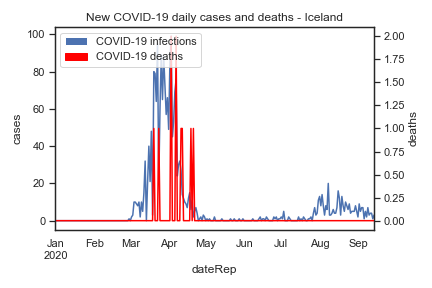 New COVID-19 daily cases and deaths - Iceland
COVID-19 infections
COVID-19 deaths
100
80
60
40
20
0
cases
2.00
1.75
1.50
1.25
1.00
0.75
0.50
0.25
0.00
deaths
Jan Feb Mar Apr May Jun Jul Aug Sep
2020
dateRep